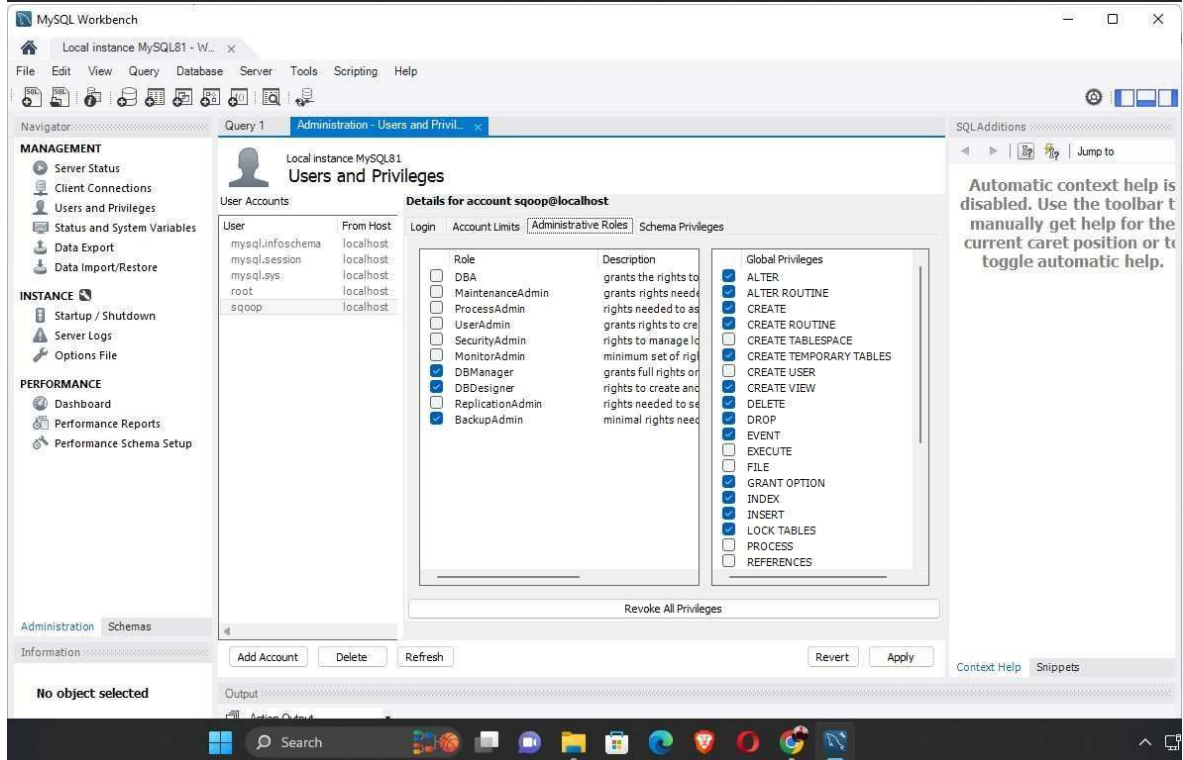 MySQL Workbench
Local instance MySQL81 - W...
File Edit View Query Database Server Tools Scripting Help
Navigator
MANAGEMENT
Server Status
Client Connections
Users and Privileges
Status and System Variables
Data Export
Data Import/Restore
INSTANCE
Startup / Shutdown
Server Logs
Options File
PERFORMANCE
Dashboard
Performance Reports
Performance Schema Setup
Administration Schemas
Information
No object selected
Query 1 Administration - Users and Privil...
Local instance MySQL81
Users and Privileges
User Accounts
User From Host
mysql.infoschema localhost
mysql.session localhost
mysql.sys localhost
root localhost
sqoop localhost
Add Account Delete Refresh
Details for account sqoop@localhost
Login Account Limits Administrative Roles Schema Privileges
Role Description
DBA grants the rights to
MaintenanceAdmin grants rights neede
ProcessAdmin rights needed to as
UserAdmin grants rights to cre
SecurityAdmin rights to manage lo
MonitorAdmin minimum set of righ
DBManager grants full rights on
DBDesigner rights to create and
ReplicationAdmin rights needed to se
BackupAdmin minimal rights need
Global Privileges
ALTER
ALTER ROUTINE
CREATE
CREATE ROUTINE
CREATE TABLESPACE
CREATE TEMPORARY TABLES
CREATE USER
CREATE VIEW
DELETE
DROP
EVENT
EXECUTE
FILE
GRANT OPTION
INDEX
INSERT
LOCK TABLES
PROCESS
REFERENCES
Revoke All Privileges
Revert Apply
Output
Action Output
SQLAdditions
Jump to
Automatic context help is
disabled. Use the toolbar t
manually get help for the
current caret position or to
toggle automatic help.
Context Help Snippets
Search